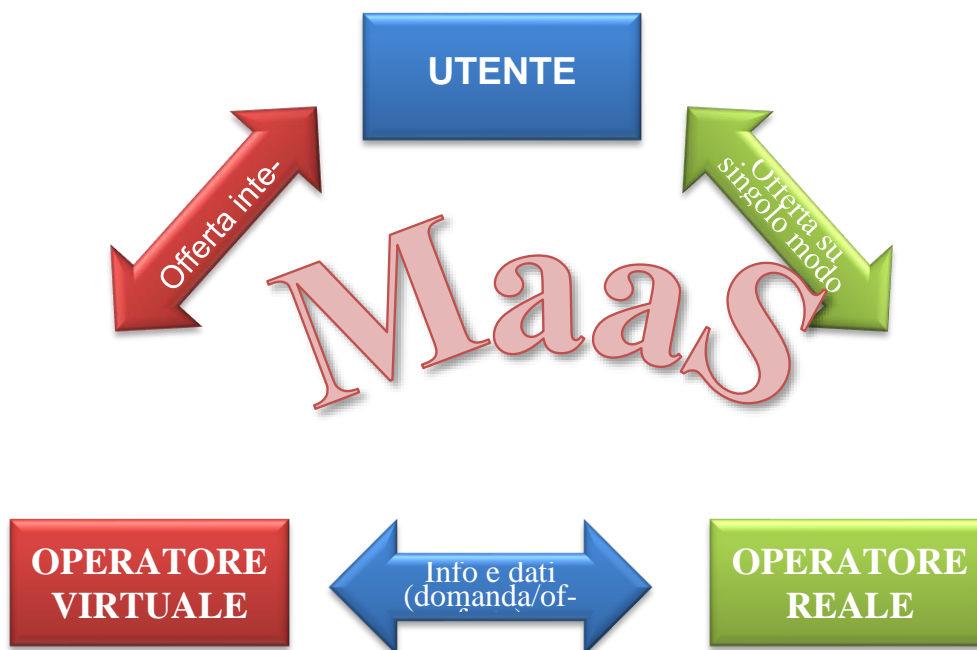 UTENTE
Offerta inte-
Offerta su
singolo modo
MaaS
OPERATORE
VIRTUALE
Info e dati
(domanda/of-
OPERATORE
REALE